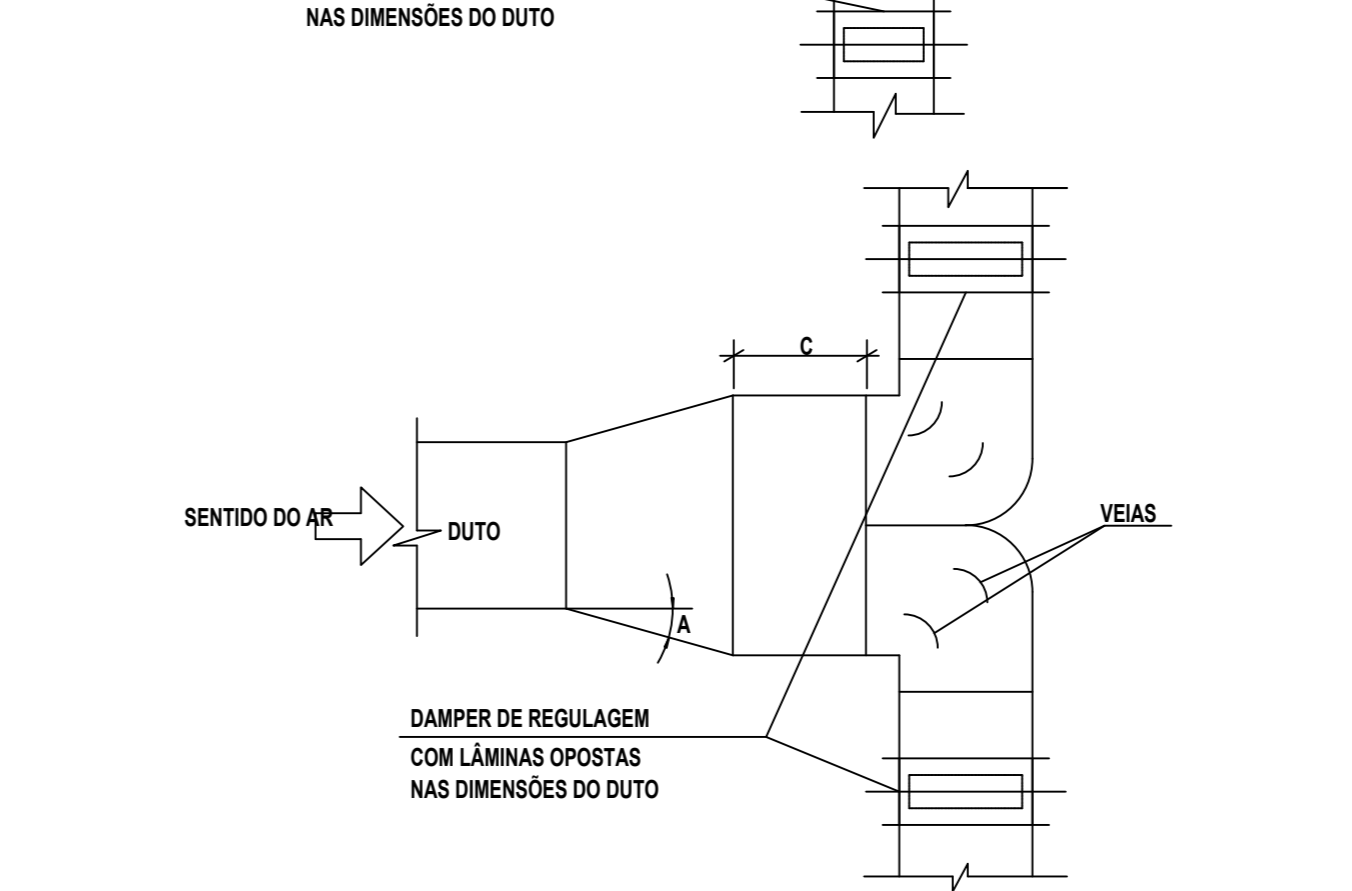 NAS DIMENSÕES DO DUTO
C
SENTIDO DO AR
DUTO
VEIAS
A
DAMPER DE REGULAGEM
COM LÂMINAS OPOSTAS
NAS DIMENSÕES DO DUTO